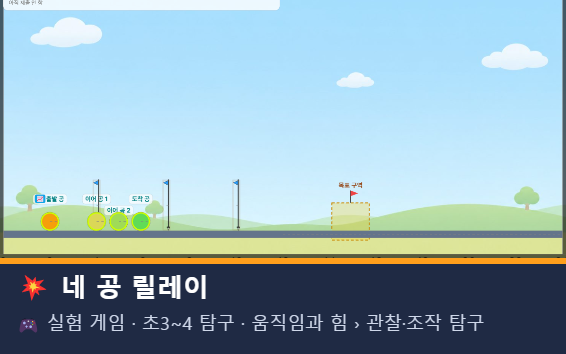 출발 공
이어 공 1
이어 공 2
도착 공
목표 구역
네 공 릴레이
실험 게임 · 초3~4 탐구 · 움직임과 힘 › 관찰·조작 탐구